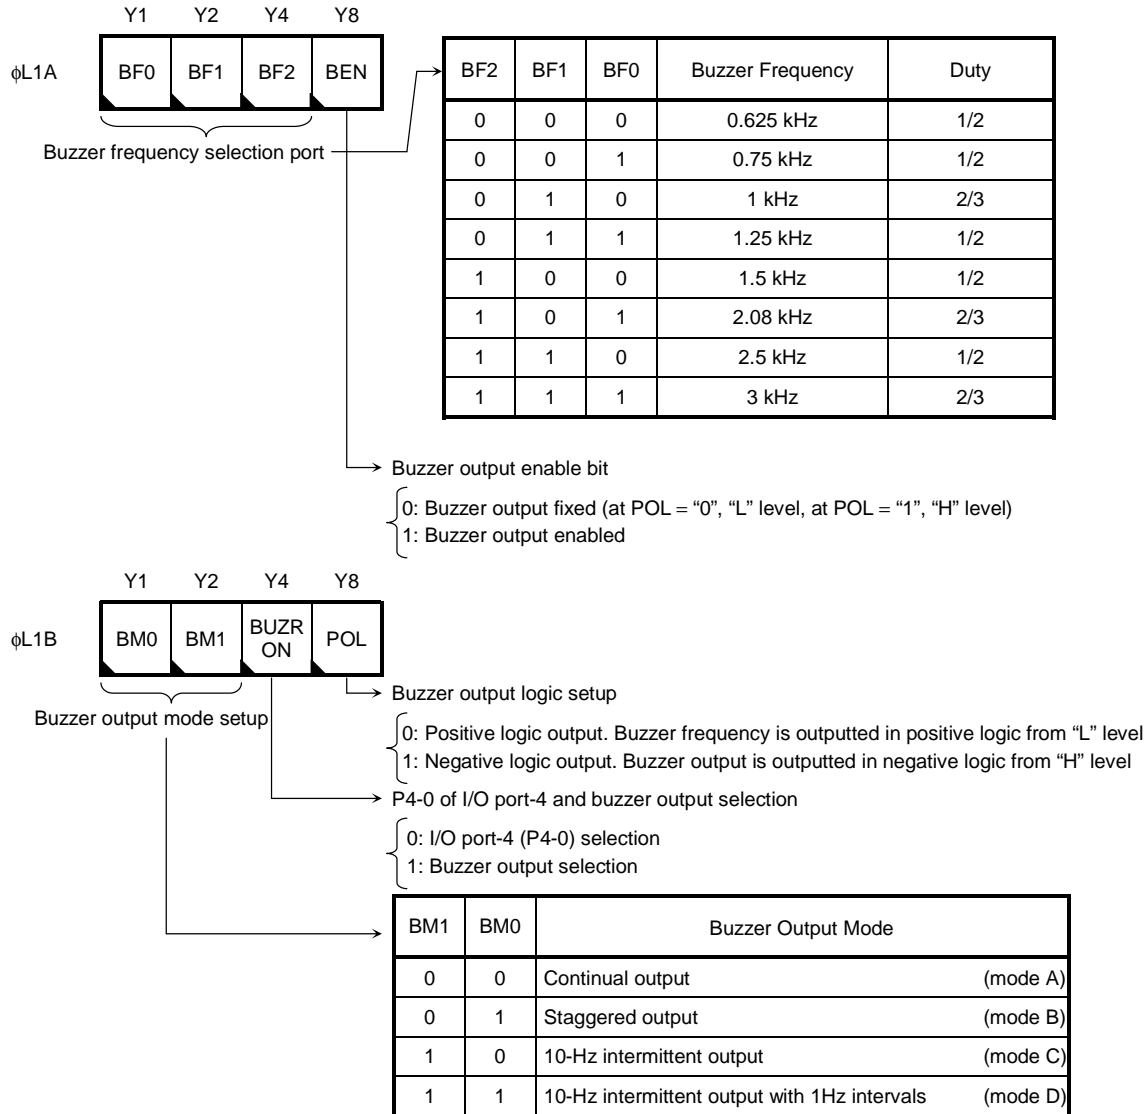 Y1 Y2 Y4 Y8
φL1A BF0 BF1 BF2 BEN
Buzzer frequency selection port
BF2 BF1 BF0 Buzzer Frequency Duty
0 0 0 0.625 kHz 1/2
0 0 1 0.75 kHz 1/2
0 1 0 1 kHz 2/3
0 1 1 1.25 kHz 1/2
1 0 0 1.5 kHz 1/2
1 0 1 2.08 kHz 2/3
1 1 0 2.5 kHz 1/2
1 1 1 3 kHz 2/3
Buzzer output enable bit
0: Buzzer output fixed (at POL = “0”, “L” level, at POL = “1”, “H” level)
1: Buzzer output enabled
Y1 Y2 Y4 Y8
φL1B BM0 BM1 BUZR ON POL
Buzzer output mode setup
Buzzer output logic setup
0: Positive logic output. Buzzer frequency is outputted in positive logic from “L” level
1: Negative logic output. Buzzer output is outputted in negative logic from “H” level
P4-0 of I/O port-4 and buzzer output selection
0: I/O port-4 (P4-0) selection
1: Buzzer output selection
BM1 BM0 Buzzer Output Mode
0 0 Continual output (mode A)
0 1 Staggered output (mode B)
1 0 10-Hz intermittent output (mode C)
1 1 10-Hz intermittent output with 1Hz intervals (mode D)